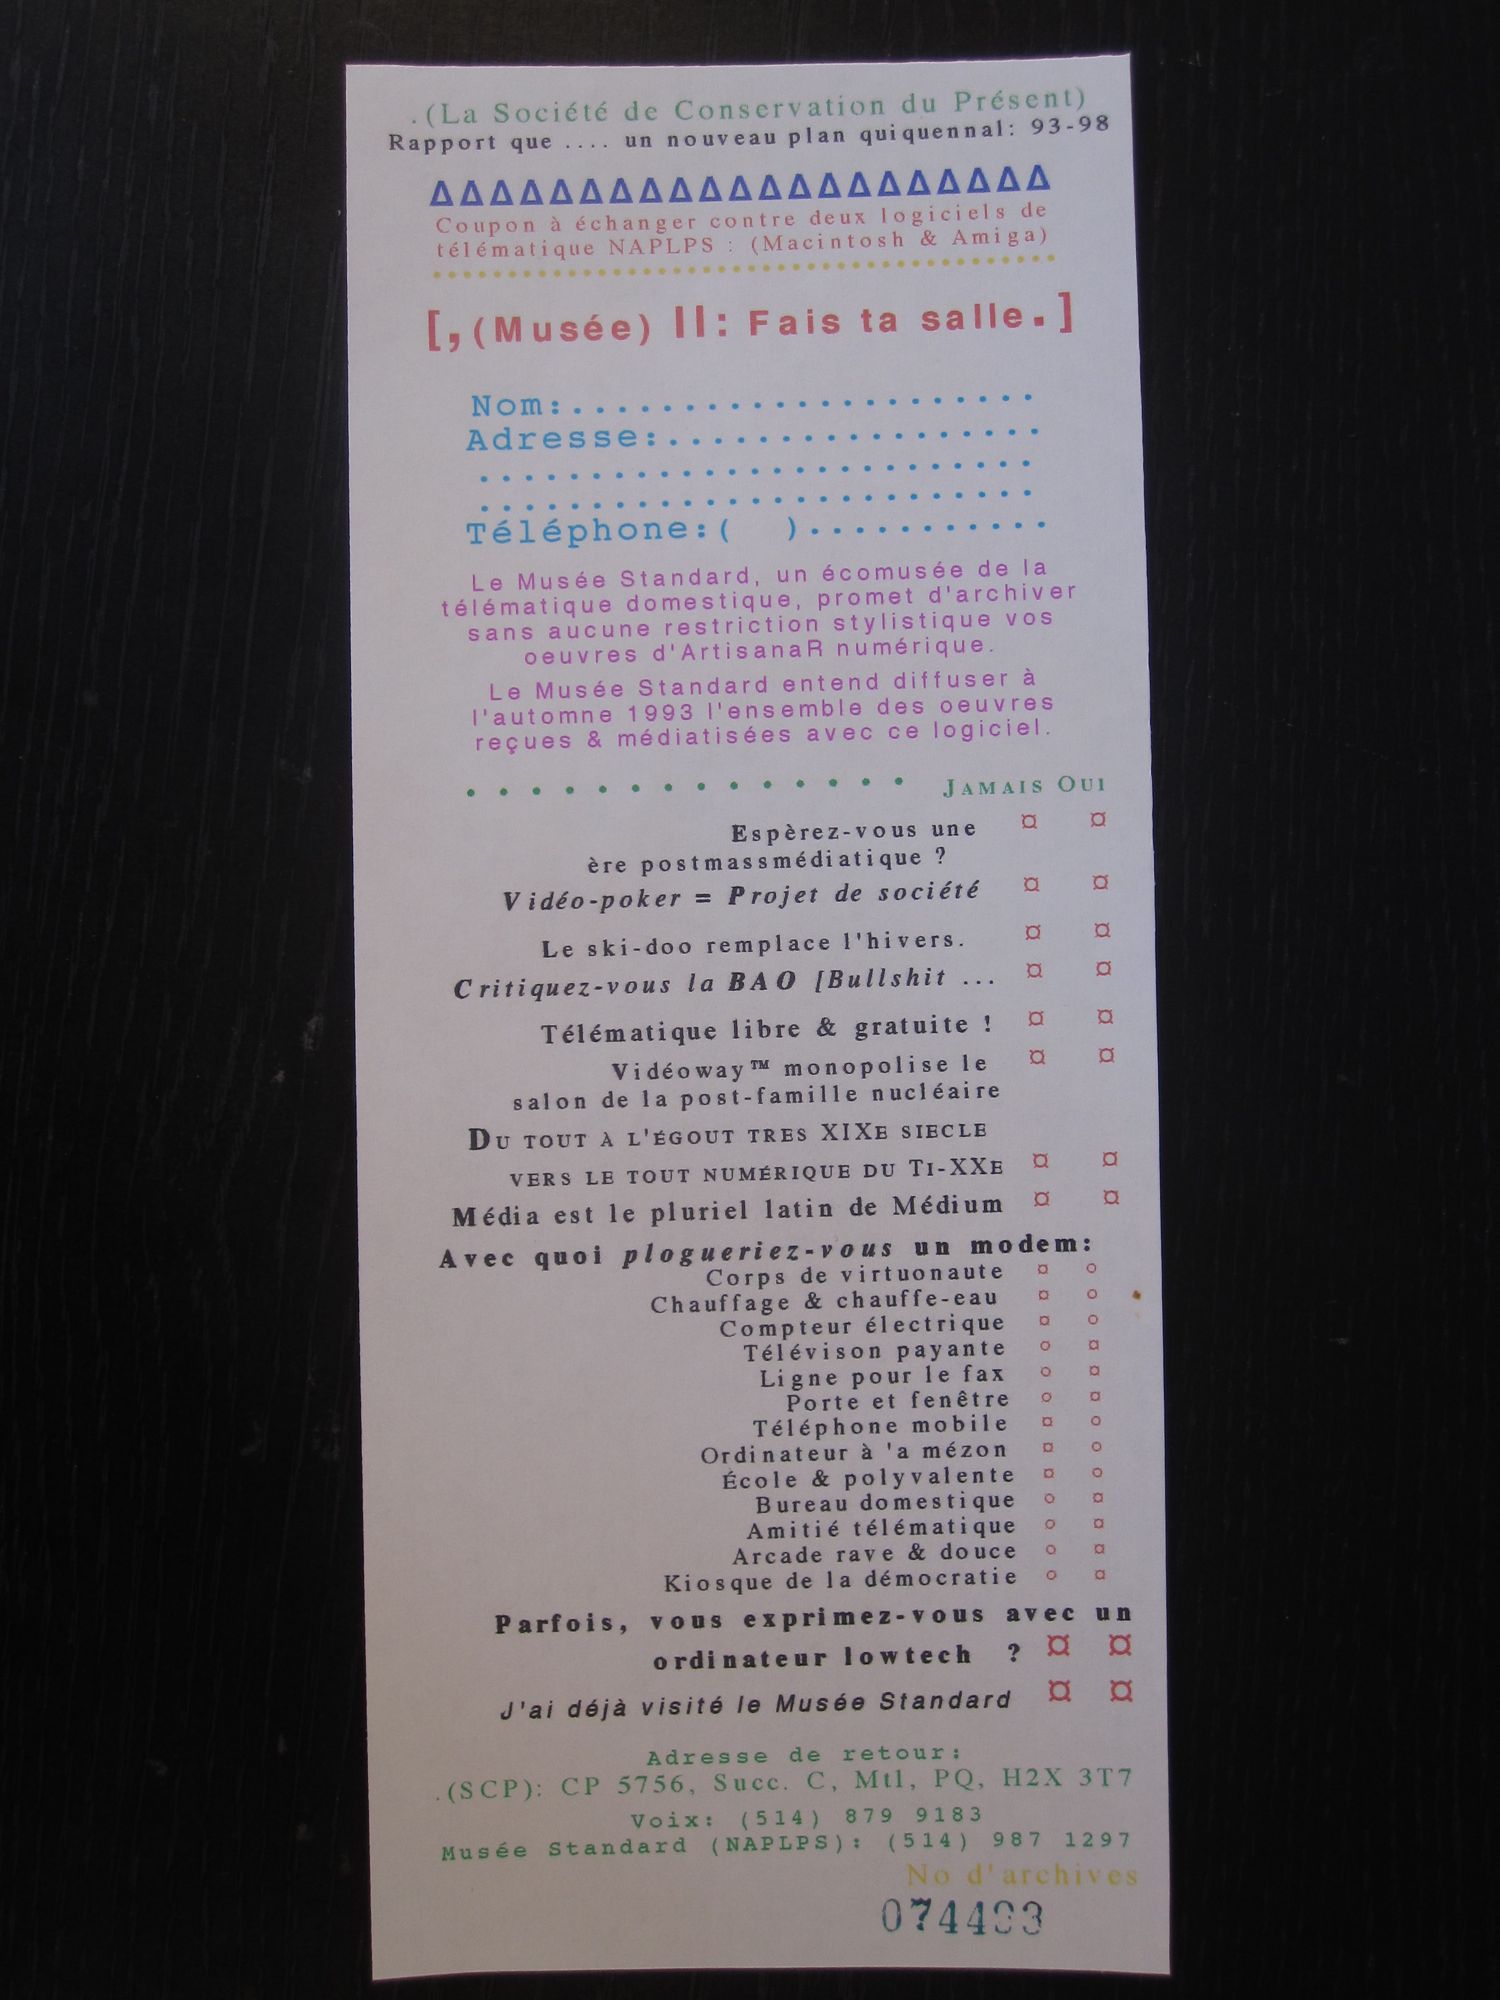 .(La Société de Conservation du Présent)
Rapport que .... un nouveau plan quiquennal: 93-98
∆∆∆∆∆∆∆∆∆∆∆∆∆∆∆∆∆∆∆∆∆
Coupon à échanger contre deux logiciels de
télématique NAPLPS : (Macintosh & Amiga)
[,(Musée) II: Fais ta salle.]
Nom:.....................
Adresse:.................
.........................
.........................
Téléphone:(   )...........
Le Musée Standard, un écomusée de la
télématique domestique, promet d'archiver
sans aucune restriction stylistique vos
oeuvres d'ArtisanaR numérique.
Le Musée Standard entend diffuser à
l'automne 1993 l'ensemble des oeuvres
reçues & médiatisées avec ce logiciel.
.............. JAMAIS OUI
Espèrez-vous une ¤ ¤
ère postmassmédiatique ?
Vidéo-poker = Projet de société ¤ ¤
Le ski-doo remplace l'hivers. ¤ ¤
Critiquez-vous la BAO [Bullshit ... ¤ ¤
Télématique libre & gratuite ! ¤ ¤
Vidéoway™ monopolise le ¤ ¤
salon de la post-famille nucléaire
DU TOUT À L'ÉGOUT TRES XIXE SIECLE
VERS LE TOUT NUMÉRIQUE DU TI-XXE ¤ ¤
Média est le pluriel latin de Médium ¤ ¤
Avec quoi plogueriez-vous un modem:
Corps de virtuonaute ¤ ○
Chauffage & chauffe-eau ¤ ○
Compteur électrique ¤ ○
Télévison payante ○ ¤
Ligne pour le fax ○ ¤
Porte et fenêtre ○ ¤
Téléphone mobile ¤ ○
Ordinateur à 'a mézon ¤ ○
École & polyvalente ¤ ○
Bureau domestique ○ ¤
Amitié télématique ○ ¤
Arcade rave & douce ○ ¤
Kiosque de la démocratie ○ ¤
Parfois, vous exprimez-vous avec un
ordinateur lowtech ? ¤ ¤
J'ai déjà visité le Musée Standard ¤ ¤
Adresse de retour:
.(SCP): CP 5756, Succ. C, Mtl, PQ, H2X 3T7
Voix: (514) 879 9183
Musée Standard (NAPLPS): (514) 987 1297
No d'archives